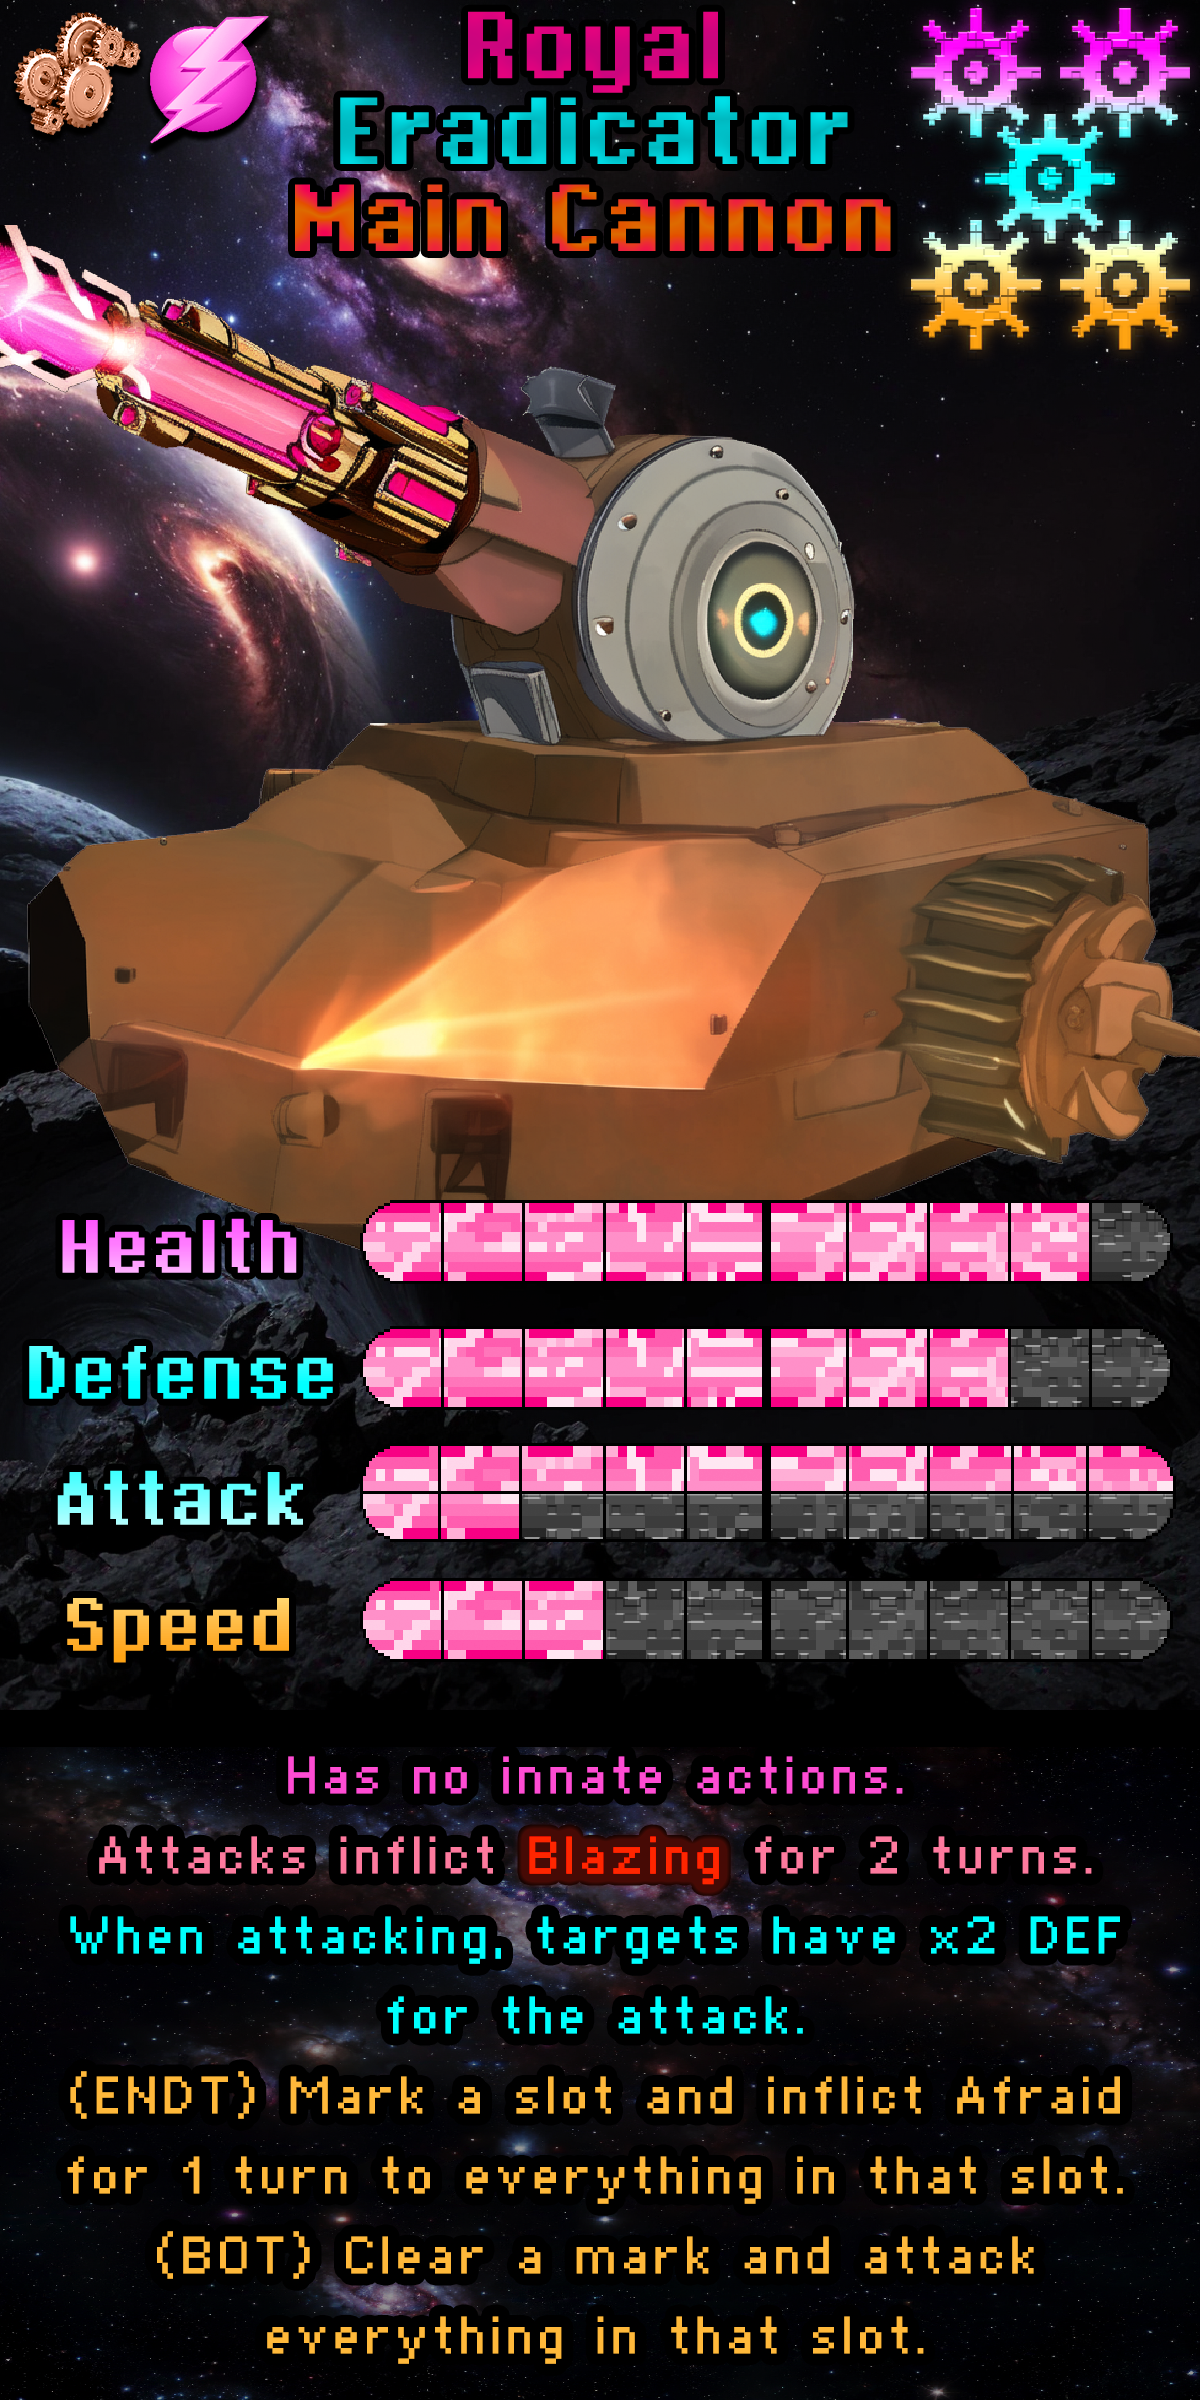 Royal
Eradicator
Main Cannon
Health
Defense
Attack
Speed
Has no innate actions.
Attacks inflict Blazing for 2 turns.
When attacking, targets have x2 DEF
for the attack.
(ENDT) Mark a slot and inflict Afraid
for 1 turn to everything in that slot.
(BOT) Clear a mark and attack
everything in that slot.